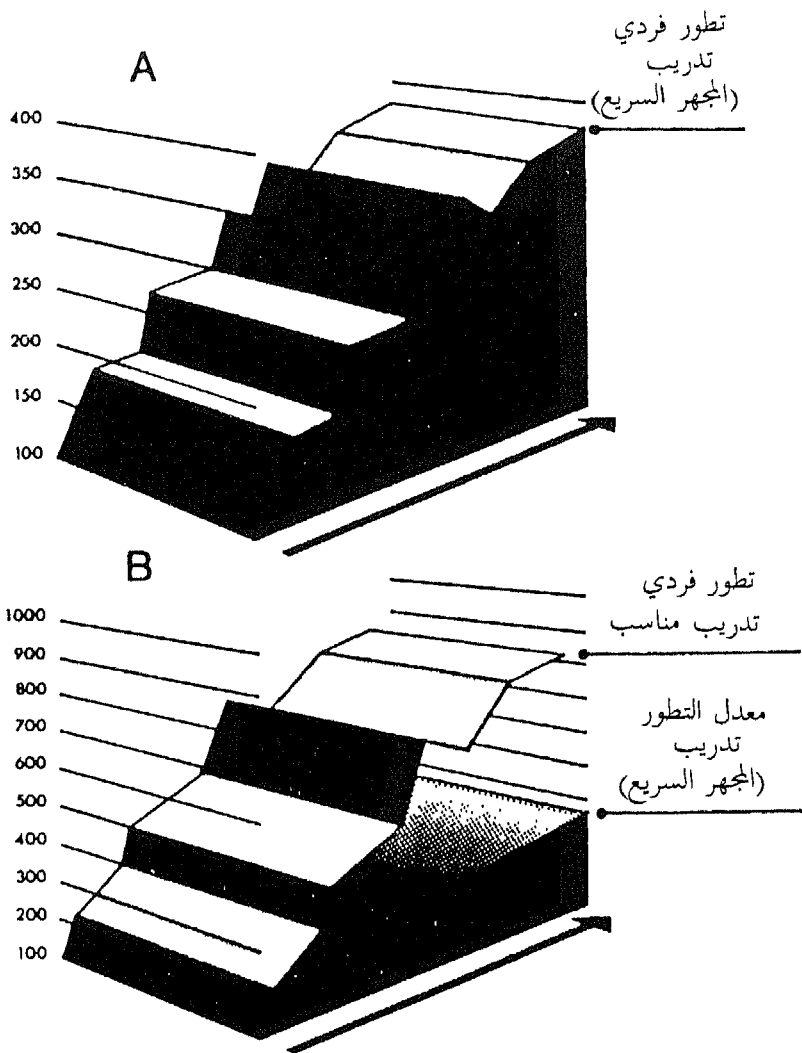 A
تطور فردي
تدريب
(المجهر السريع)
400
350
300
250
200
150
100
B
تطور فردي
تدريب مناسب
معدل التطور
تدريب
(المجهر السريع)
1000
900
800
700
600
500
400
300
200
100